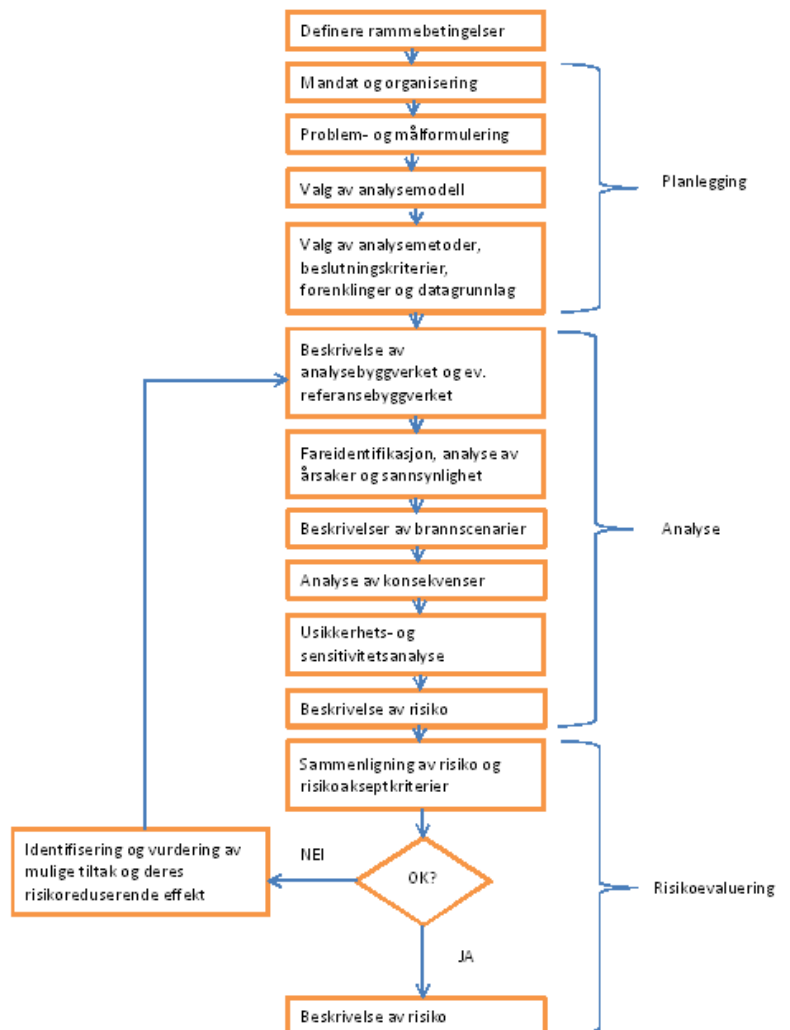 Definere rammebetingelser
Mandat og organisering
Problem- og målformulering
Valg av analysemodell
Valg av analysemetoder,
beslutningskriterier,
forenklinger og datagrunnlag
Planlegging
Beskrivelse av
analysebyggverket og ev.
referansebyggverket
Fareidentifikasjon, analyse av
årsaker og sannsynlighet
Beskrivelser av brannscenarier
Analyse av konsekvenser
Usikkerhets- og
sensitivitetsanalyse
Beskrivelse av risiko
Analyse
Sammenligning av risiko og
risikoakseptkriterier
OK?
NEI
Identifisering og vurdering av
mulige tiltak og deres
risikoreduserende effekt
JA
Beskrivelse av risiko
Risikoevaluering